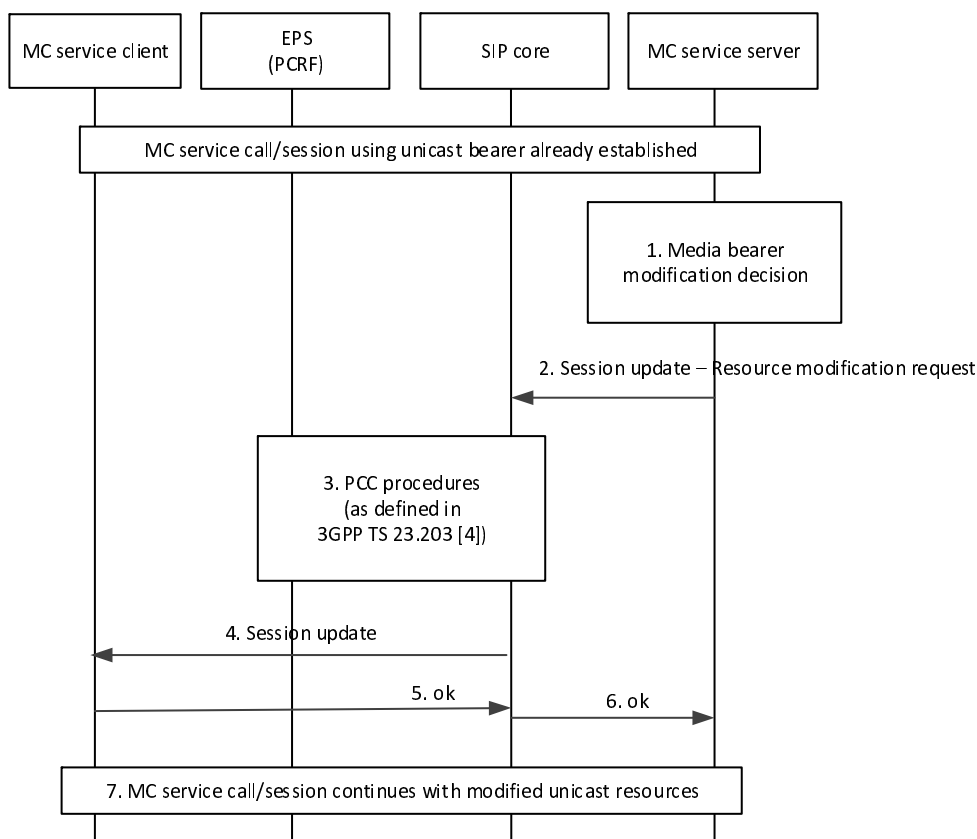 MC service client
EPS
(PCRF)
SIP core
MC service server
MC service call/session using unicast bearer already established
1. Media bearer
modification decision
2. Session update – Resource modification request
3. PCC procedures
(as defined in
3GPP TS 23.203 [4])
4. Session update
5. ok
6. ok
7. MC service call/session continues with modified unicast resources